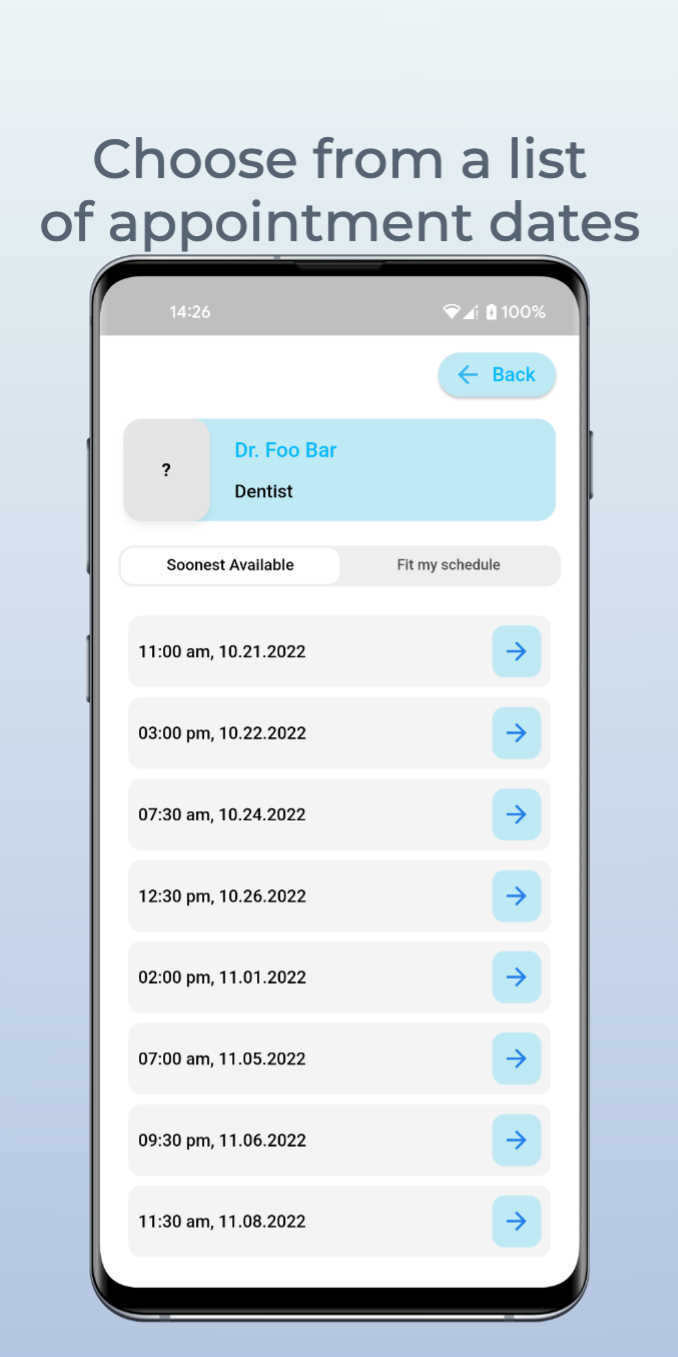 Choose from a list
of appointment dates
14:26
100%
Back
?
Dr. Foo Bar
Dentist
Soonest Available
Fit my schedule
11:00 am, 10.21.2022
03:00 pm, 10.22.2022
07:30 am, 10.24.2022
12:30 pm, 10.26.2022
02:00 pm, 11.01.2022
07:00 am, 11.05.2022
09:30 pm, 11.06.2022
11:30 am, 11.08.2022